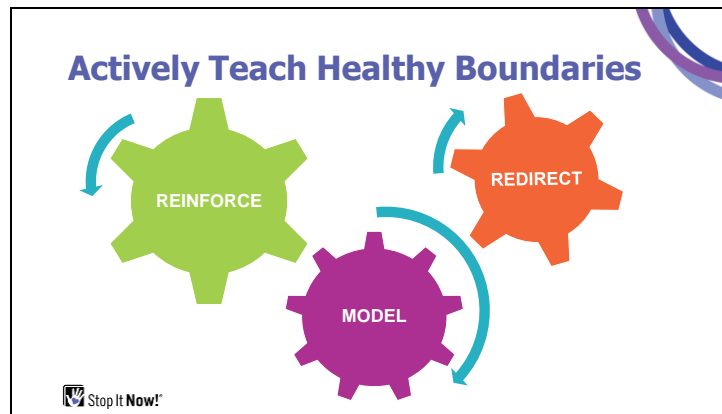 Actively Teach Healthy Boundaries
REINFORCE
REDIRECT
MODEL
Stop It Now!®